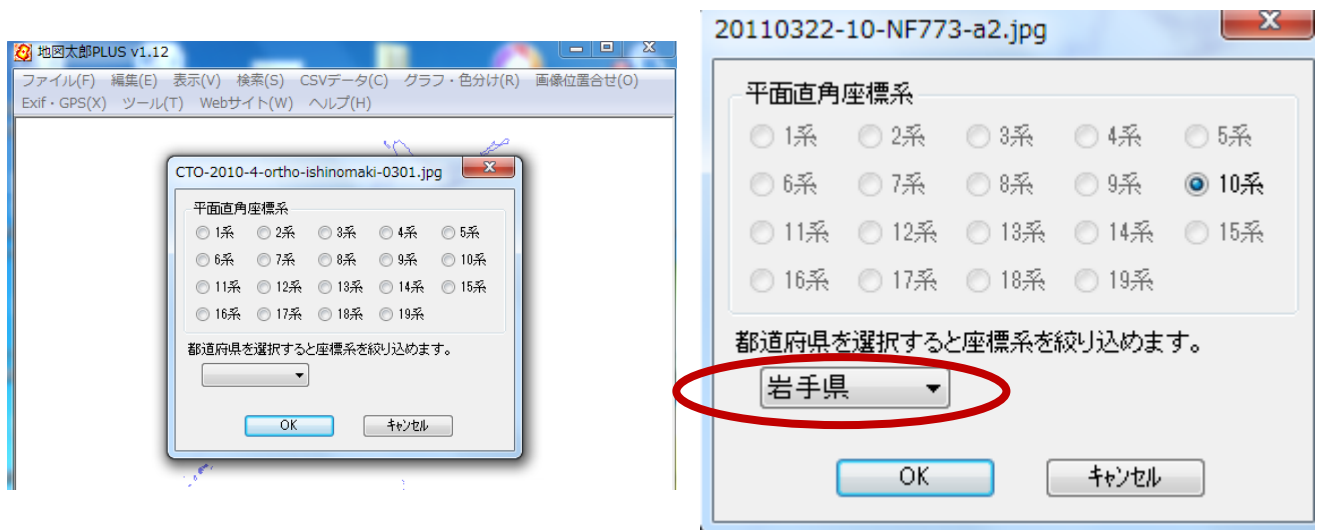 地図太郎PLUS v1.12
ファイル(F) 編集(E) 表示(V) 検索(S) CSVデータ(C) グラフ・色分け(R) 画像位置合せ(O)
Exif・GPS(X) ツール(T) Webサイト(W) ヘルプ(H)
CTO-2010-4-ortho-ishinomaki-0301.jpg
平面直角座標系
1系 2系 3系 4系 5系
6系 7系 8系 9系 10系
11系 12系 13系 14系 15系
16系 17系 18系 19系
都道府県を選択すると座標系を絞り込めます。
OK キャンセル
20110322-10-NF773-a2.jpg
平面直角座標系
1系 2系 3系 4系 5系
6系 7系 8系 9系 10系
11系 12系 13系 14系 15系
16系 17系 18系 19系
都道府県を選択すると座標系を絞り込めます。
岩手県
OK キャンセル